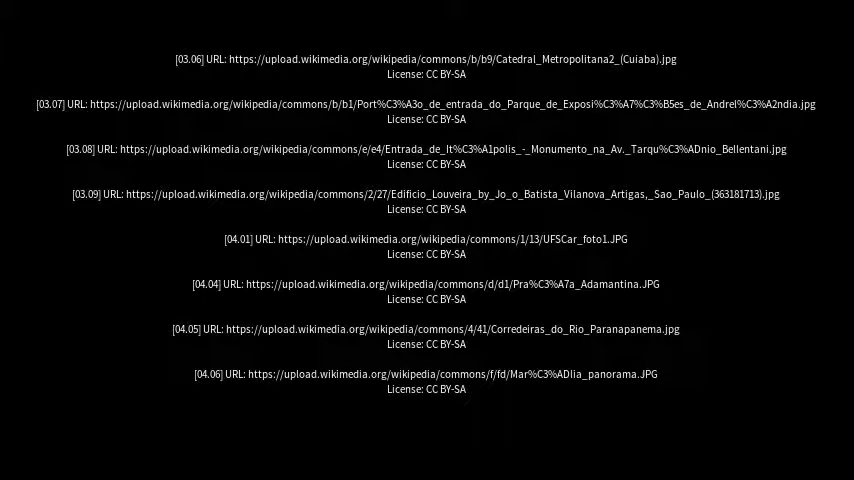 [03.06] URL: https://upload.wikimedia.org/wikipedia/commons/b/b9/Catedral_Metropolitana2_(Cuíaba).jpg
License: CC BY-SA
[03.07] URL: https://upload.wikimedia.org/wikipedia/commons/b/b1/Port%C3%A3o_de_entrada_do_Parque_de_Exposi%C3%A7%C3%B5es_de_Andrel%C3%A2ndia.jpg
License: CC BY-SA
[03.08] URL: https://upload.wikimedia.org/wikipedia/commons/e/e4/Entrada_de_It%C3%A1polis_-_Monumento_na_Av._Tarqu%C3%ADnio_Bellentani.jpg
License: CC BY-SA
[03.09] URL: https://upload.wikimedia.org/wikipedia/commons/2/27/Edificio_Louveira_by_Jo_o_Batista_Vilanova_Artigas,_Sao_Paulo_(363181713).jpg
License: CC BY-SA
[04.01] URL: https://upload.wikimedia.org/wikipedia/commons/1/13/UFSCar_foto1.JPG
License: CC BY-SA
[04.04] URL: https://upload.wikimedia.org/wikipedia/commons/d/d1/Pra%C3%A7a_Adamantina.JPG
License: CC BY-SA
[04.05] URL: https://upload.wikimedia.org/wikipedia/commons/4/41/Corredeiras_do_Rio_Paranapanema.jpg
License: CC BY-SA
[04.06] URL: https://upload.wikimedia.org/wikipedia/commons/f/fd/Mar%C3%ADlia_panorama.JPG
License: CC BY-SA